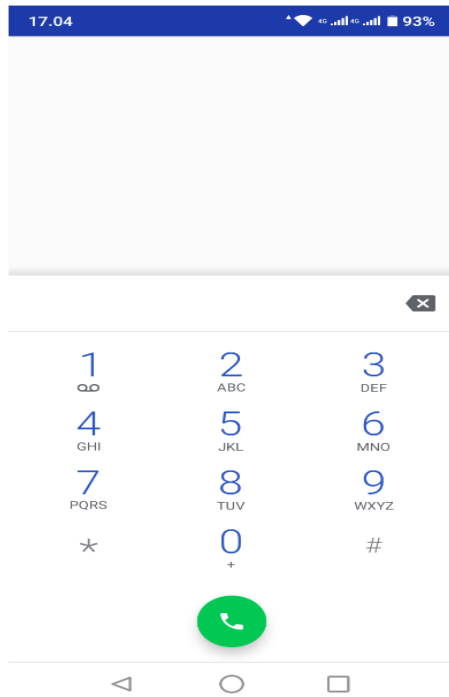 17.04 4G 4G 93%
1 2 3
ABC DEF
4 5 6
GHI JKL MNO
7 8 9
PQRS TUV WXYZ
* 0 #
+